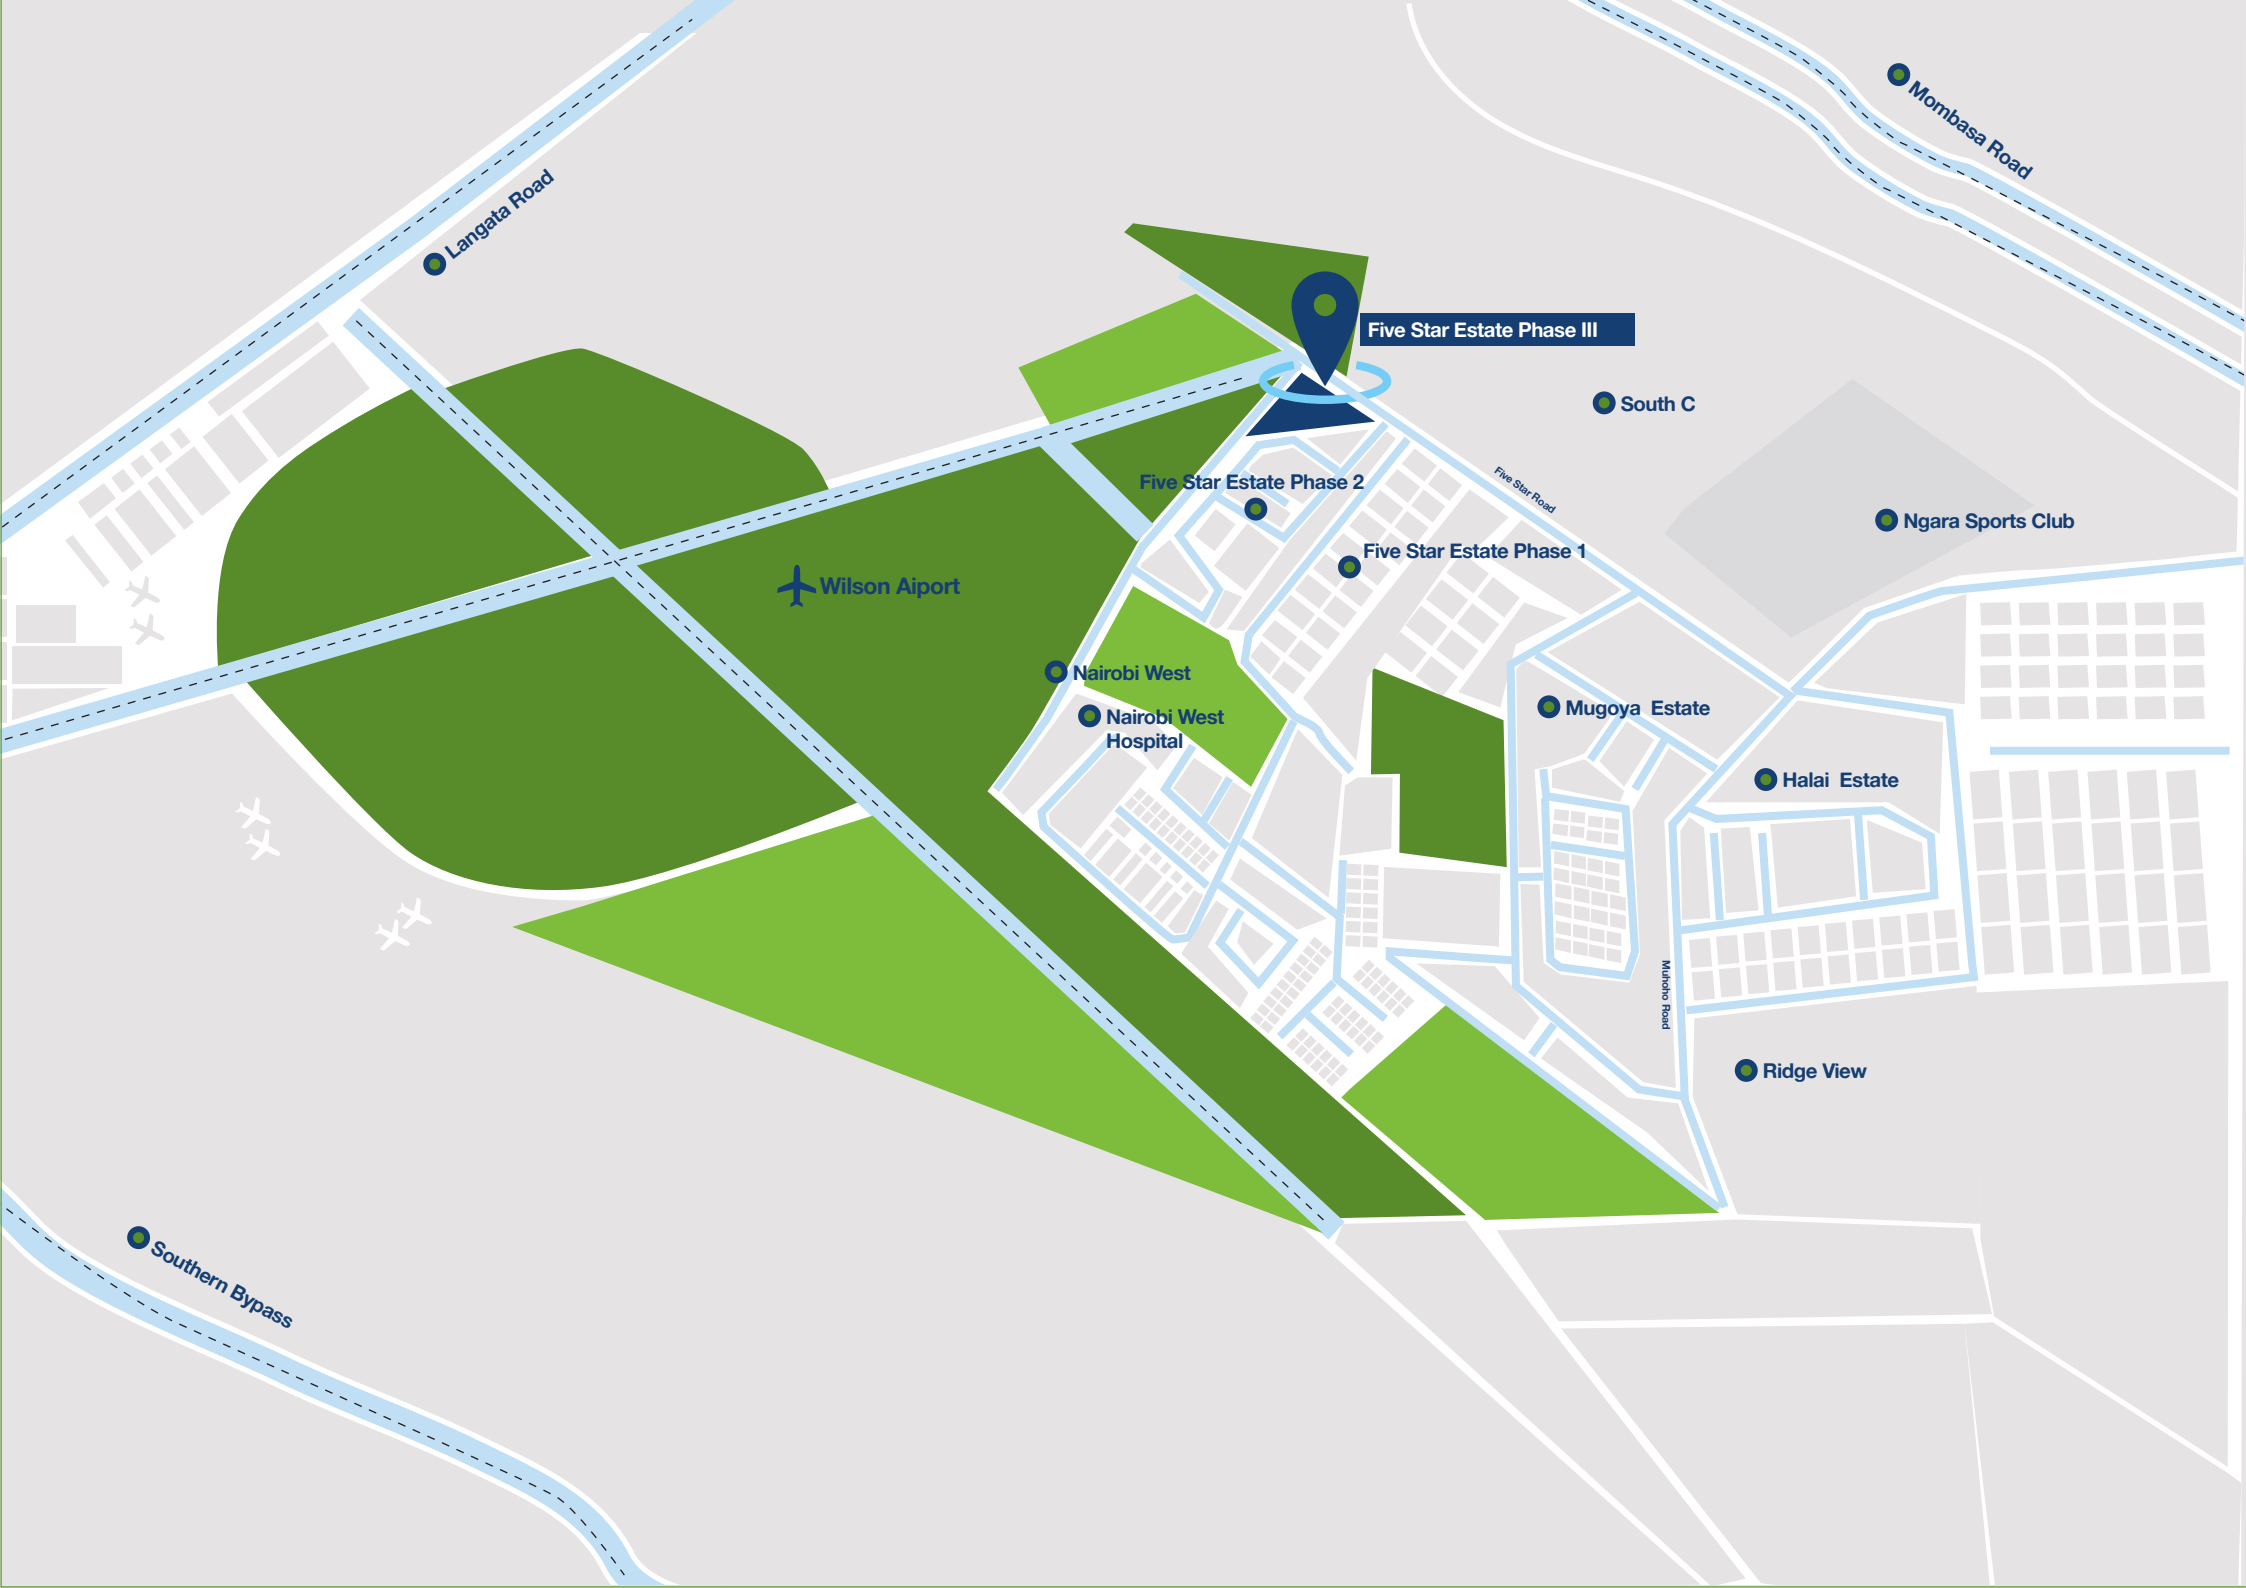 Mombasa Road
Langata Road
Five Star Estate Phase III
South C
Five Star Estate Phase 2
Five Star Road
Ngara Sports Club
Five Star Estate Phase 1
Wilson Aiport
Nairobi West
Mugoya Estate
Nairobi West
Hospital
Halai Estate
Muhoho Road
Ridge View
Southern Bypass